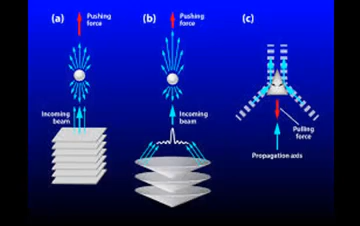 (a)
Pushing
force
Incoming
beam
(b)
Pushing
force
Incoming
beam
(c)
Pulling
force
Propagation axis